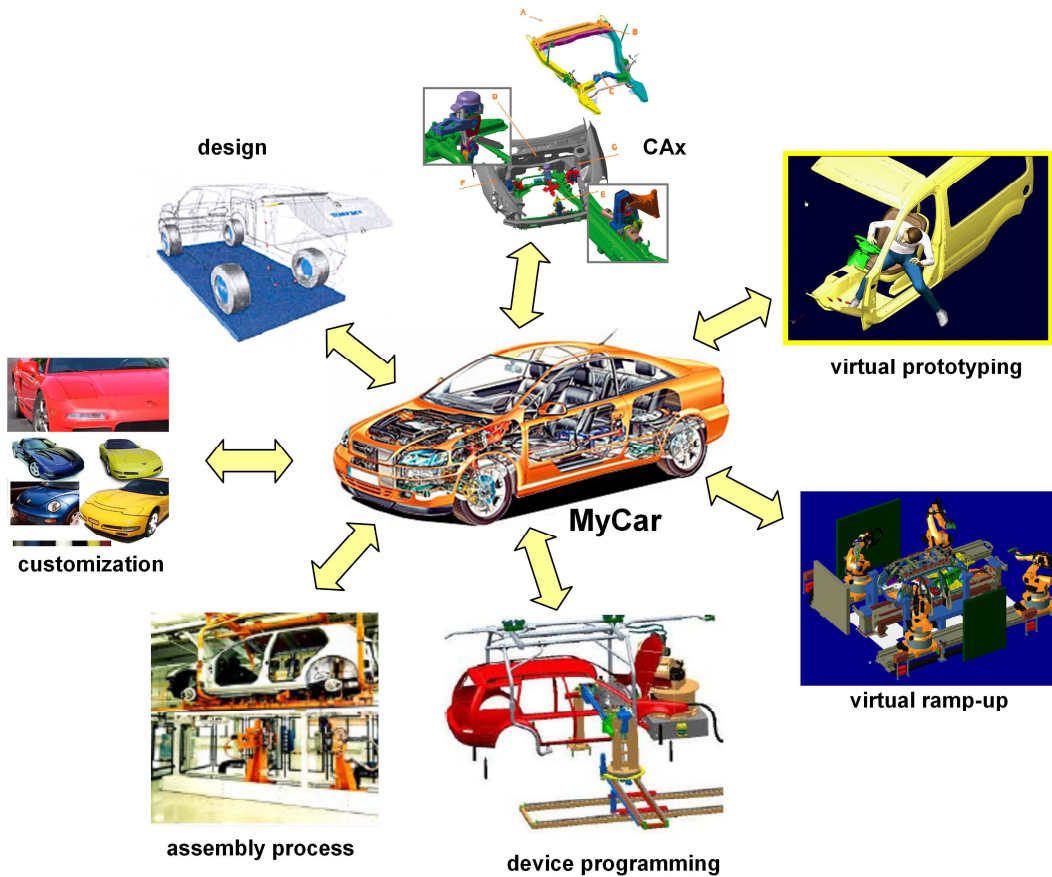 A
B
C
D
G
F
E
CAx
design
virtual prototyping
MyCar
customization
virtual ramp-up
assembly process
device programming